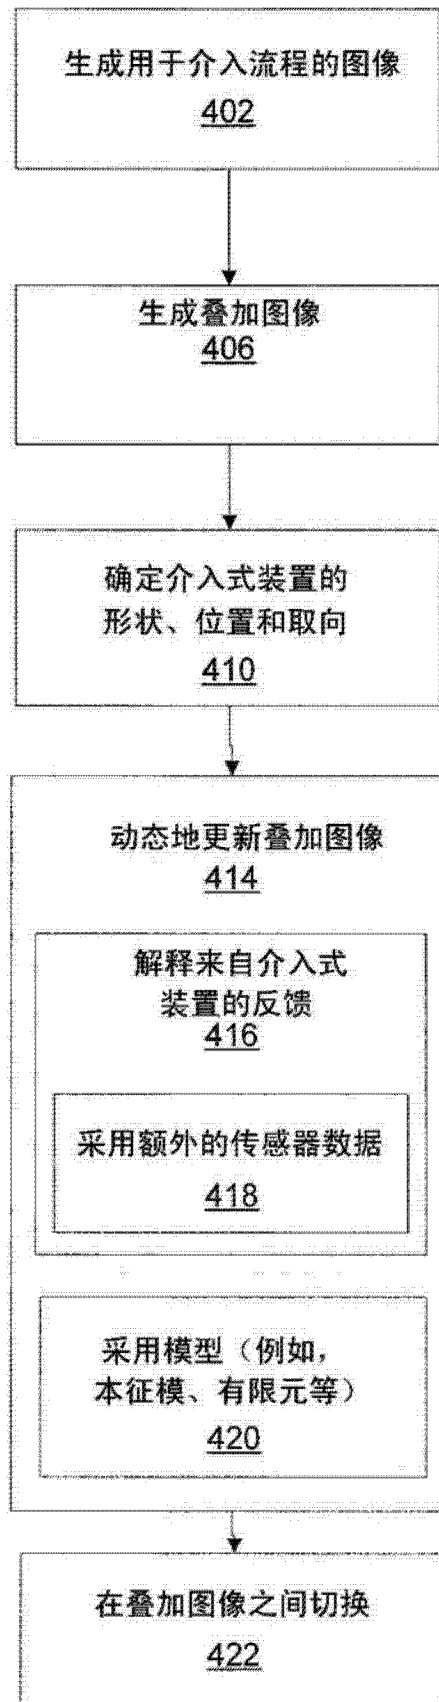 生成用于介入流程的图像
402
生成叠加图像
406
确定介入式装置的
形状、位置和取向
410
动态地更新叠加图像
414
解释来自介入式
装置的反馈
416
采用额外的传感器数据
418
采用模型（例如，
本征模、有限元等）
420
在叠加图像之间切换
422